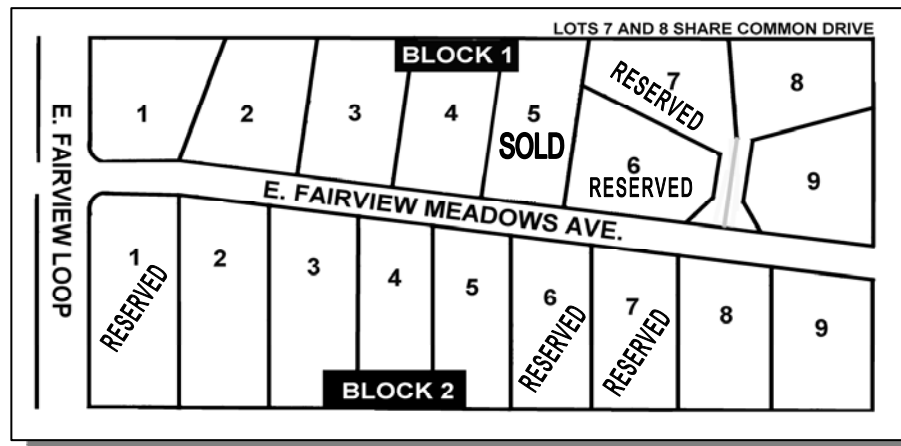 LOTS 7 AND 8 SHARE COMMON DRIVE
BLOCK 1
1
2
3
4
5
SOLD
6
RESERVED
7
RESERVED
8
9
E. FAIRVIEW LOOP
E. FAIRVIEW MEADOWS AVE.
1
RESERVED
2
3
4
5
6
RESERVED
7
RESERVED
8
9
BLOCK 2